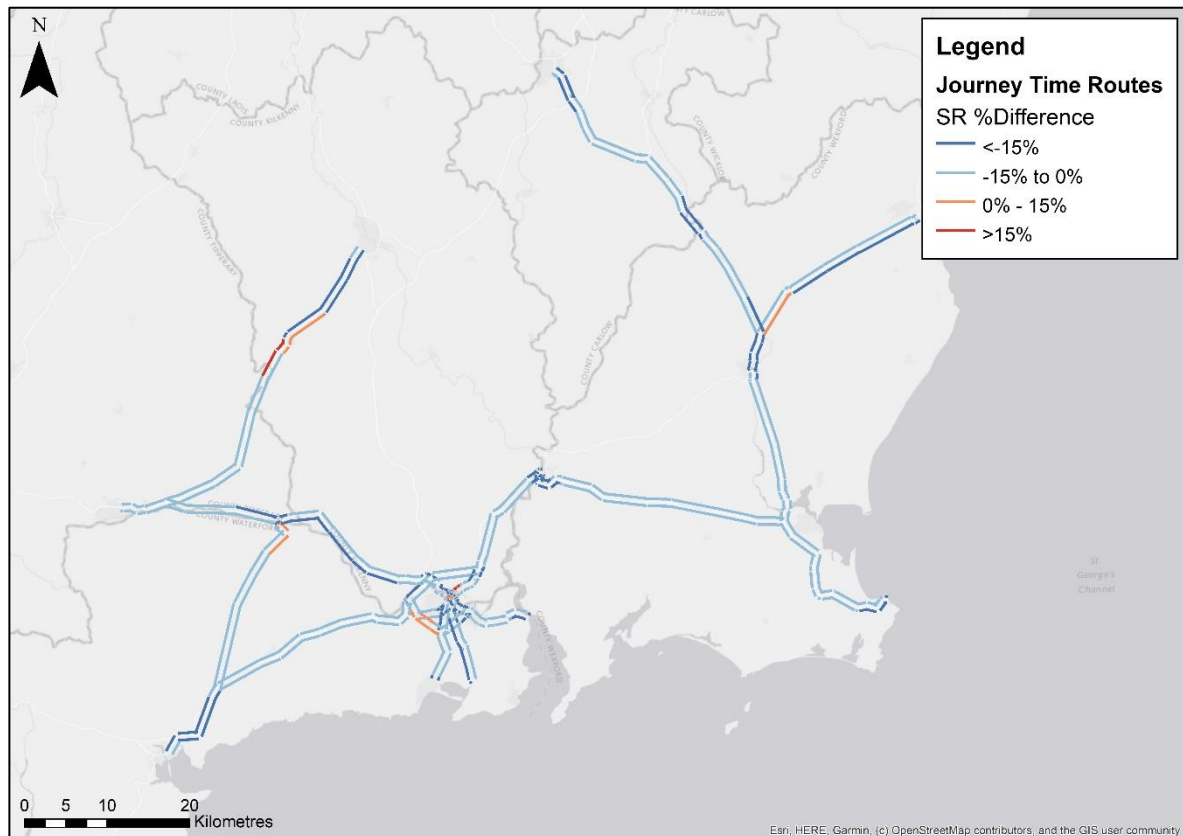 N
Legend
Journey Time Routes
SR %Difference
<-15%
-15% to 0%
0% - 15%
>15%
COUNTY CARLOW
COUNTY LAOIS
COUNTY KILKENNY
COUNTY WICKLOW
COUNTY WEXFORD
COUNTY TIPPERARY
COUNTY CARLOW
COUNTY WATERFORD
COUNTY WEXFORD
St
George's
Channel
0 5 10 20
Kilometres
Esri, HERE, Garmin, (c) OpenStreetMap contributors, and the GIS user community